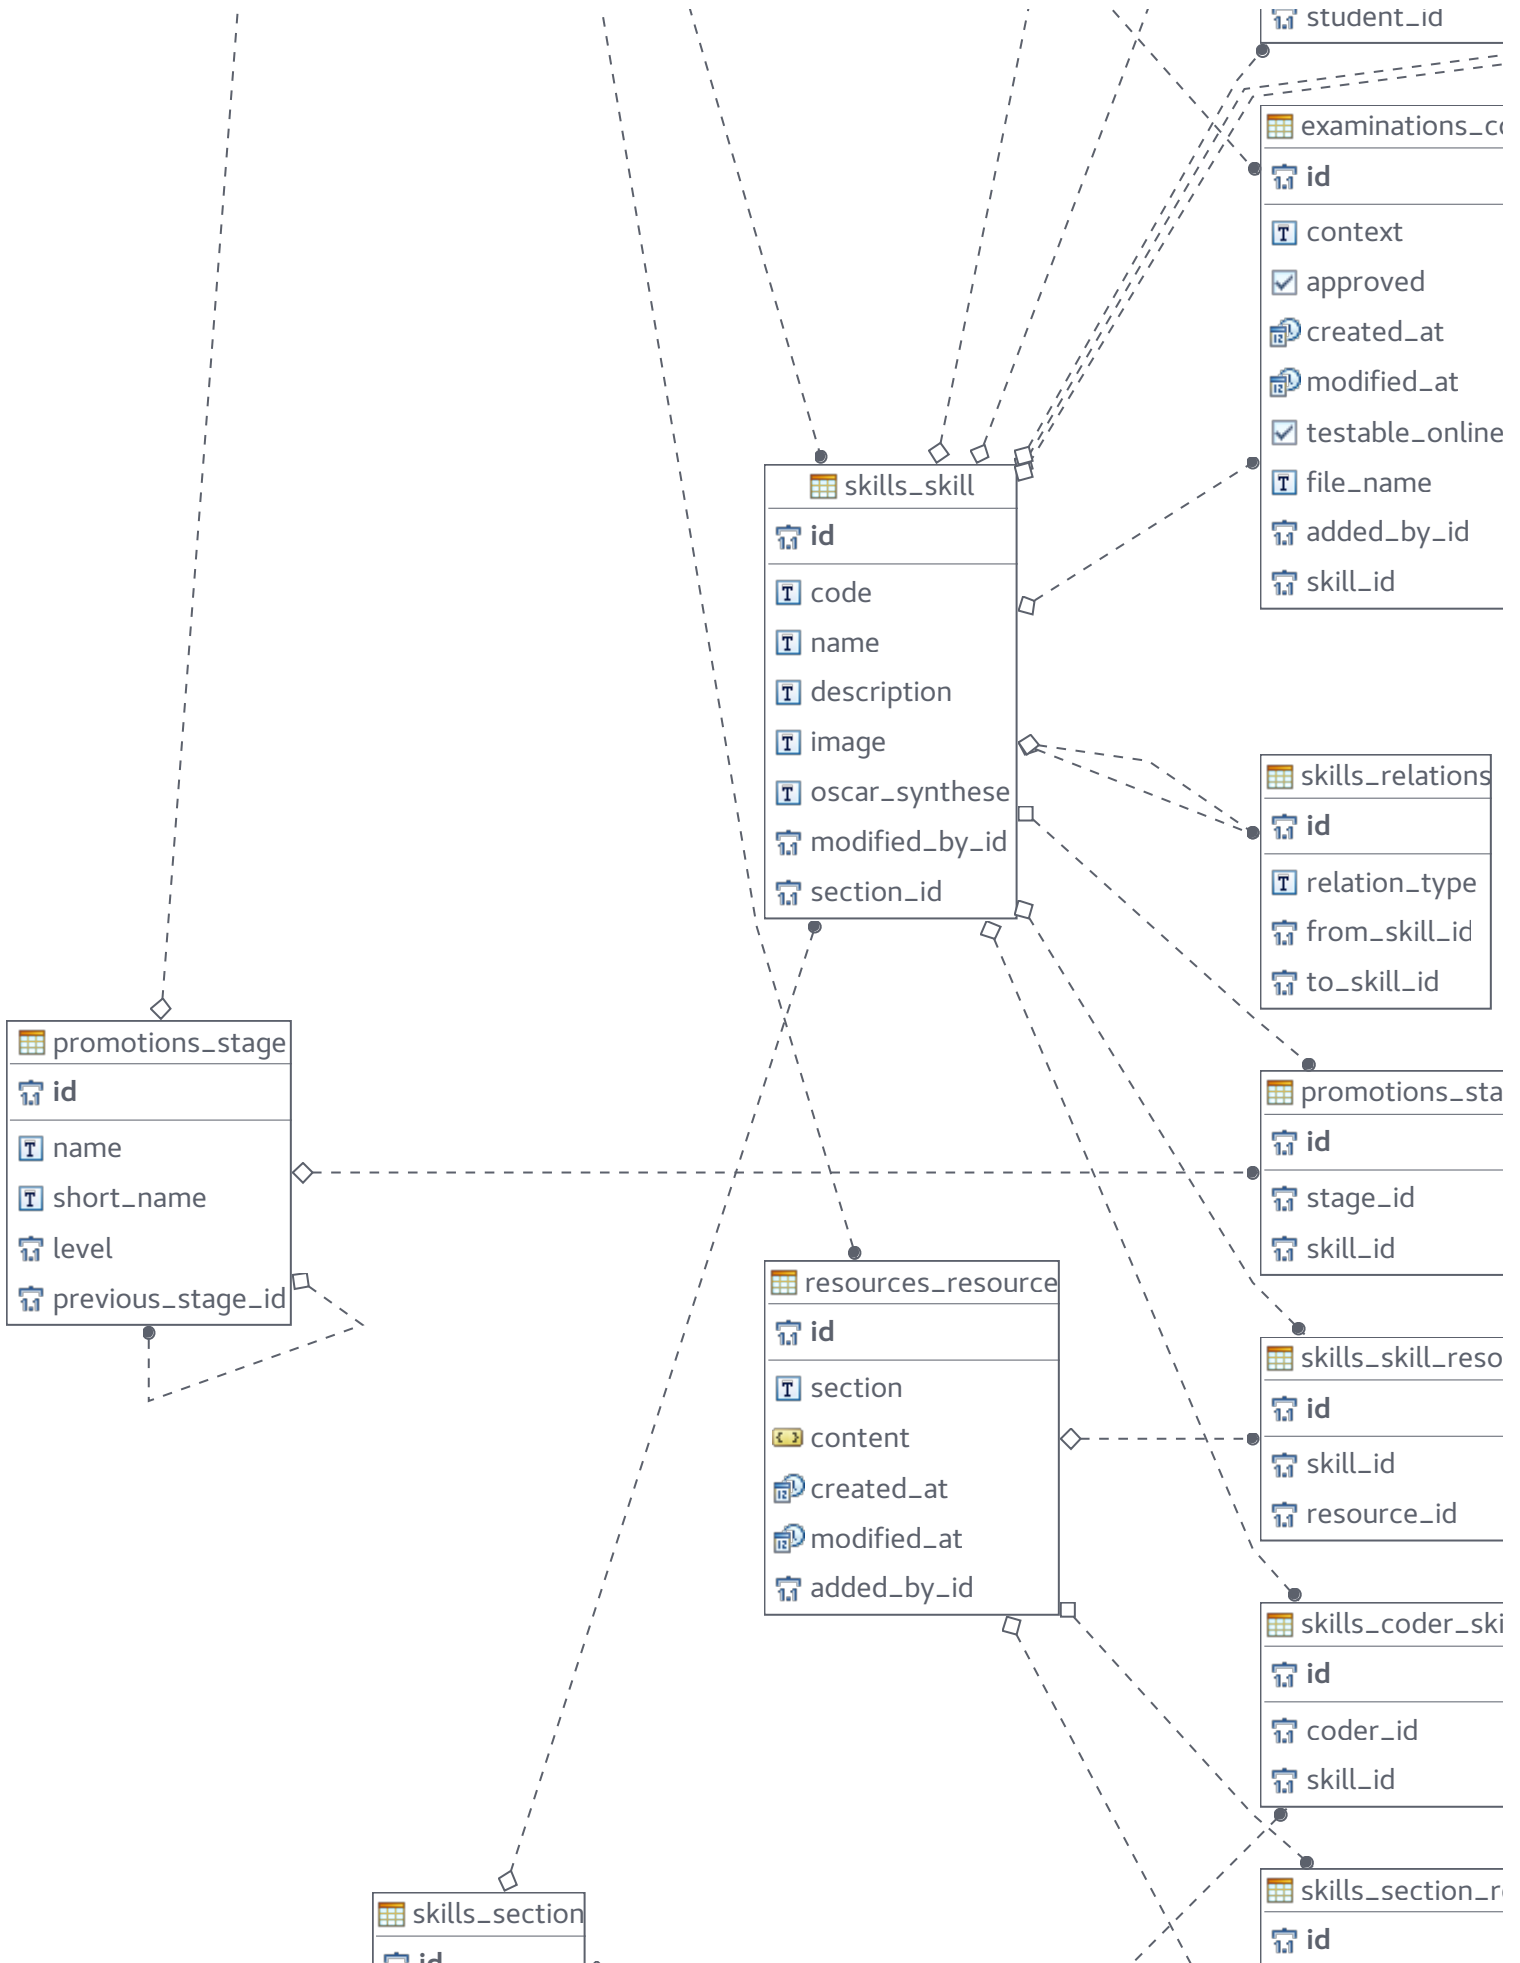 student_id
examinations_co
id
context
approved
created_at
modified_at
testable_online
file_name
added_by_id
skill_id
skills_skill
id
code
name
description
image
oscar_synthese
modified_by_id
section_id
skills_relations
id
relation_type
from_skill_id
to_skill_id
promotions_stage
id
name
short_name
level
previous_stage_id
promotions_sta
id
stage_id
skill_id
resources_resource
id
section
content
created_at
modified_at
added_by_id
skills_skill_reso
id
skill_id
resource_id
skills_coder_ski
id
coder_id
skill_id
skills_section_r
id
skills_section
id